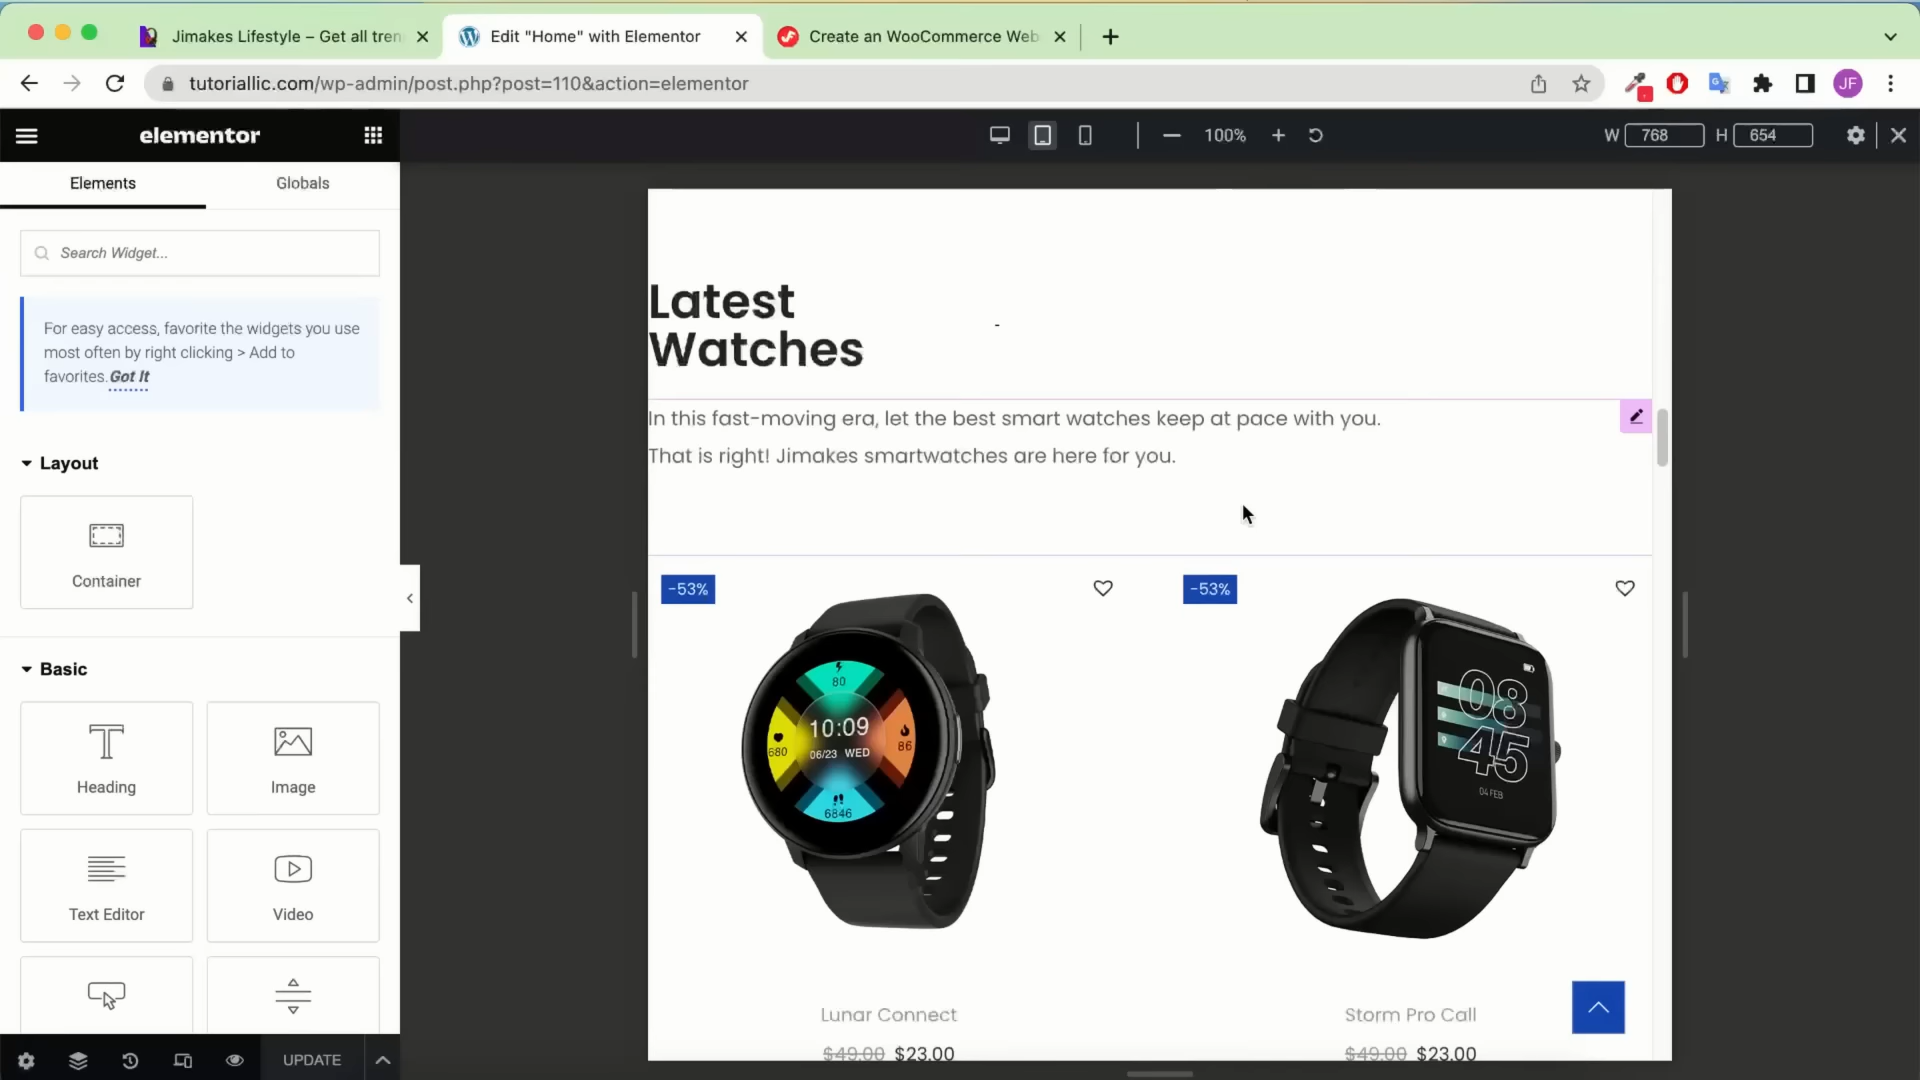 Jimakes Lifestyle – Get all tren
Edit "Home" with Elementor
Create an WooCommerce Web
tutoriallic.com/wp-admin/post.php?post=110&action=elementor
JF
elementor
100%
W 768 H 654
Elements
Globals
Search Widget...
For easy access, favorite the widgets you use
most often by right clicking > Add to
favorites. Got It
Layout
Container
Basic
Heading
Image
Text Editor
Video
UPDATE
Latest
Watches
-
In this fast-moving era, let the best smart watches keep at pace with you.
That is right! Jimakes smartwatches are here for you.
-53%
-53%
80
680
10:09
06/23 WED
86
6846
08
45
04 FEB
Lunar Connect
$49.00 $23.00
Storm Pro Call
$49.00 $23.00